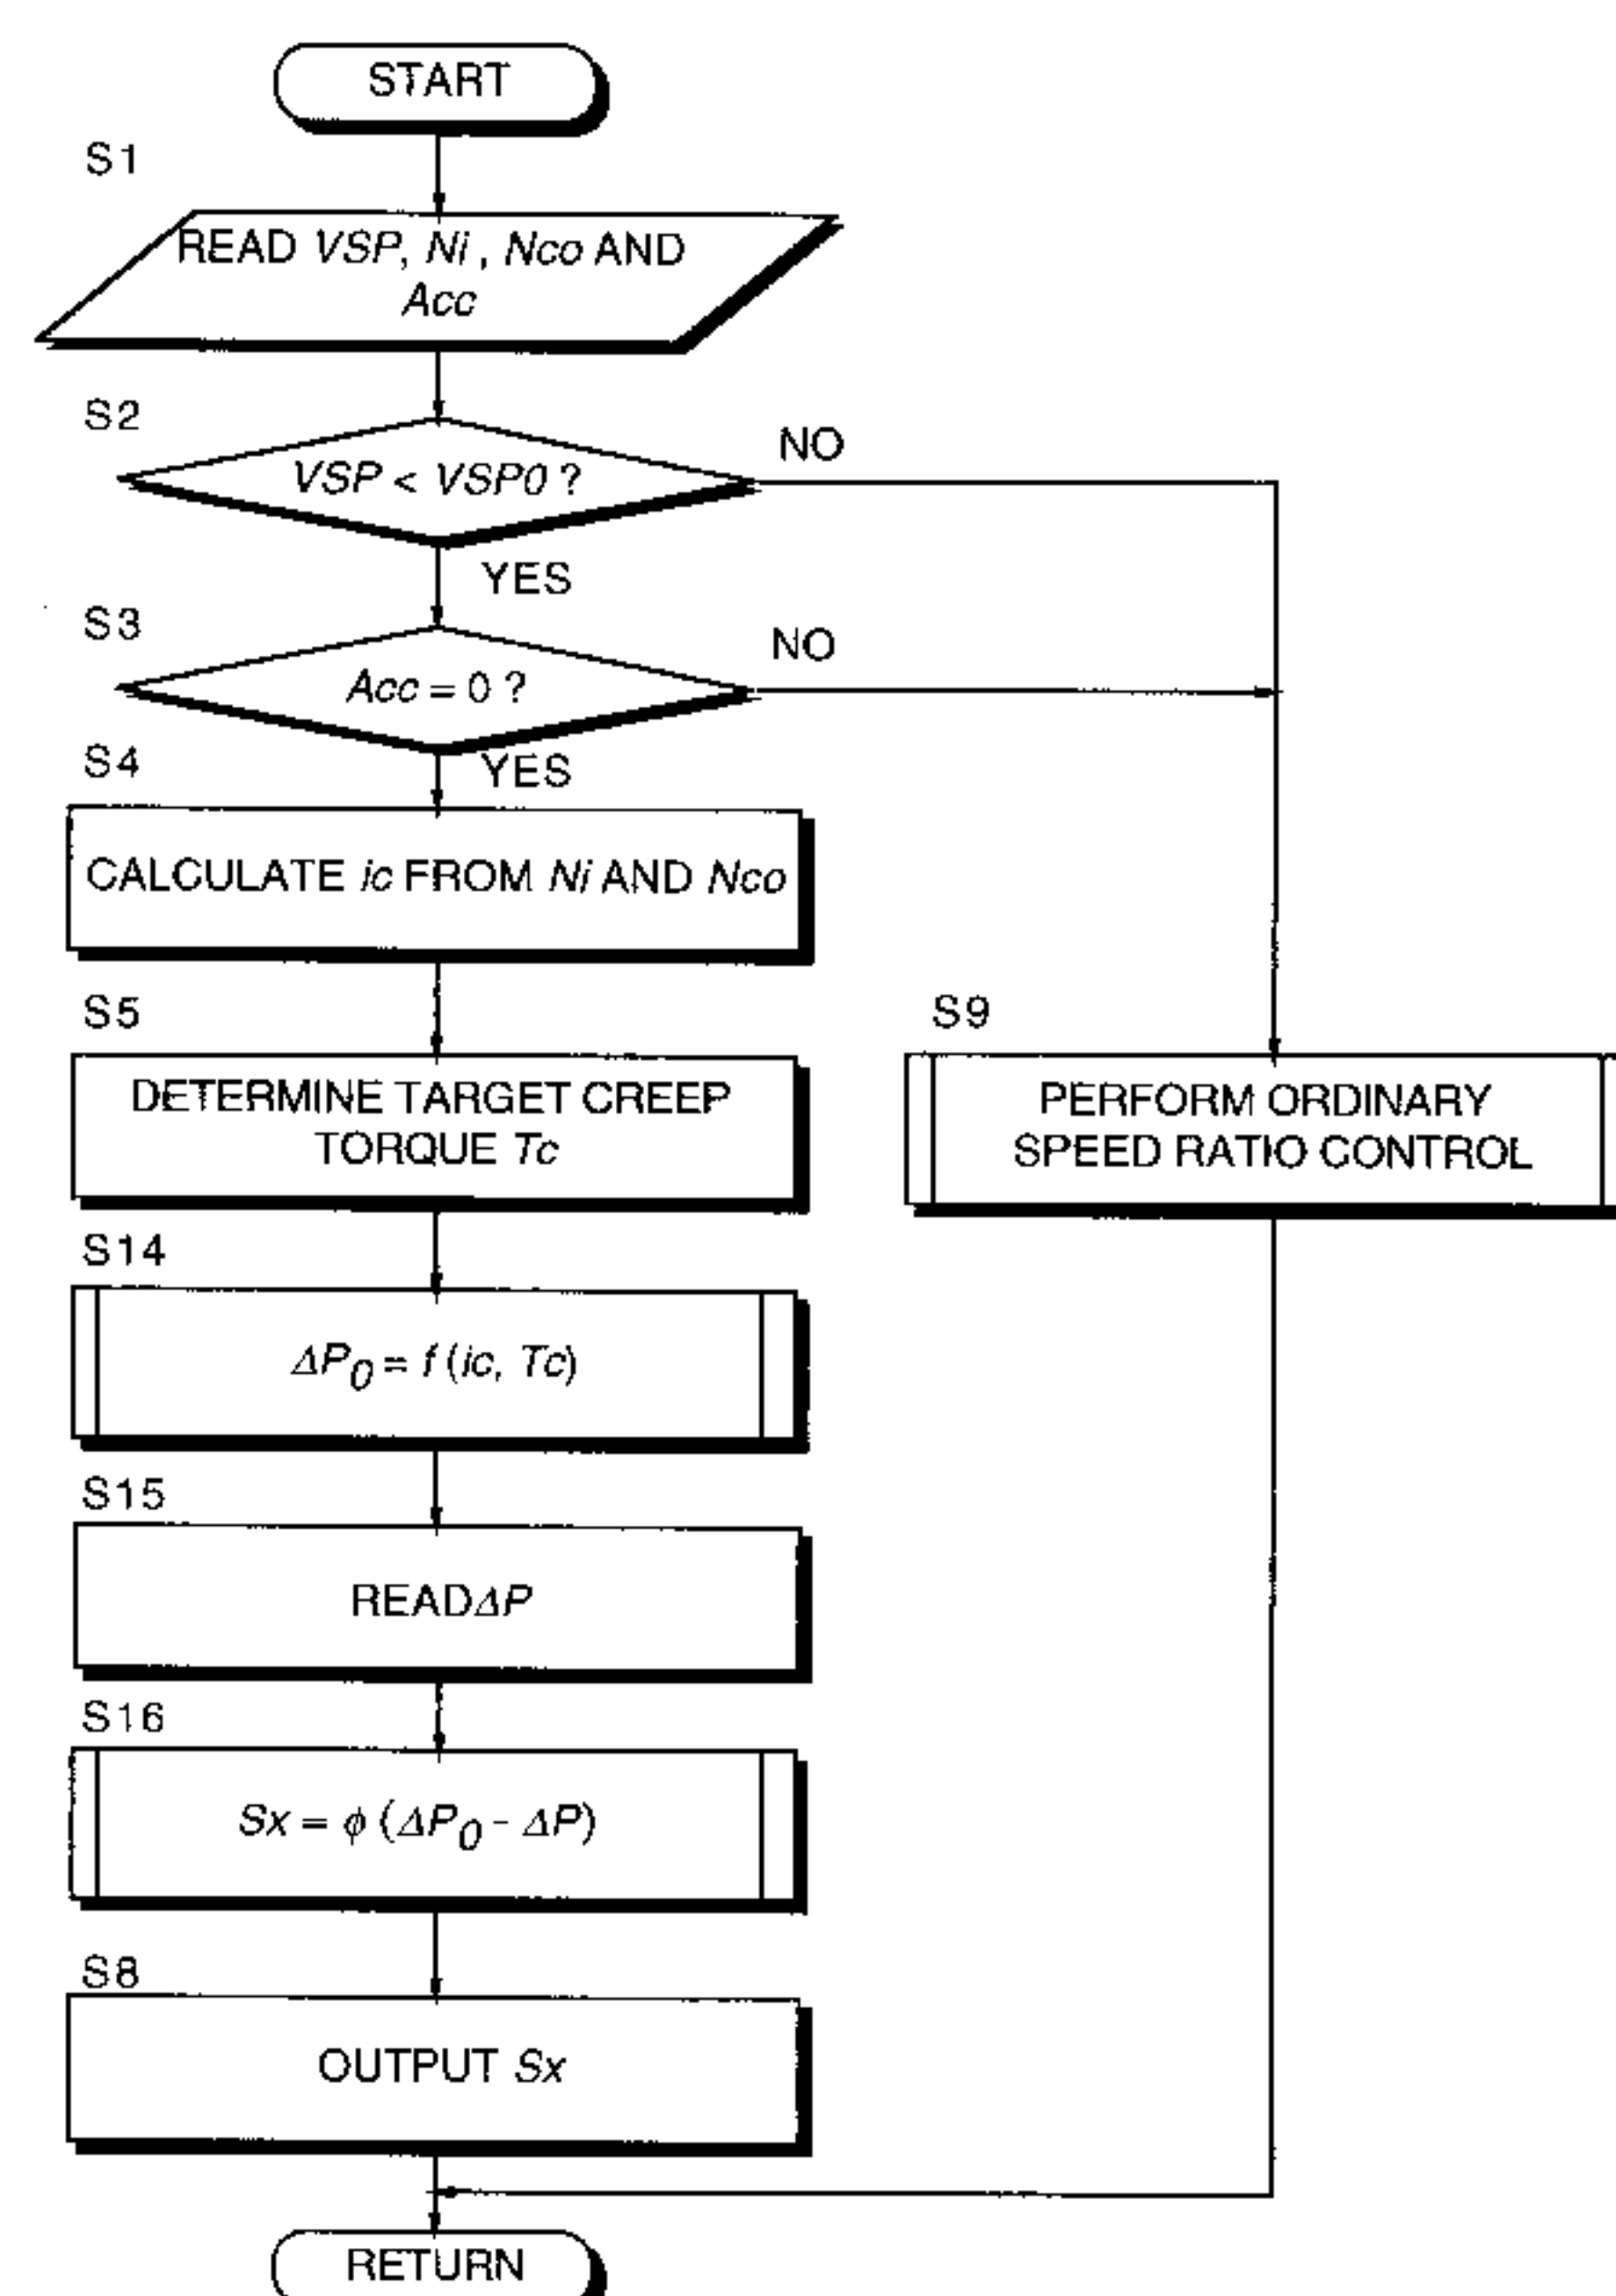 START
S1
READ VSP, Ni, Nco AND
Acc
S2
VSP < VSP0 ?
NO
YES
S3
Acc = 0 ?
NO
YES
S4
CALCULATE ic FROM Ni AND Nco
S5
DETERMINE TARGET CREEP
TORQUE Tc
S9
PERFORM ORDINARY
SPEED RATIO CONTROL
S14
ΔP0 = f (ic, Tc)
S15
READΔP
S16
Sx = ϕ (ΔP0 - ΔP)
S8
OUTPUT Sx
RETURN